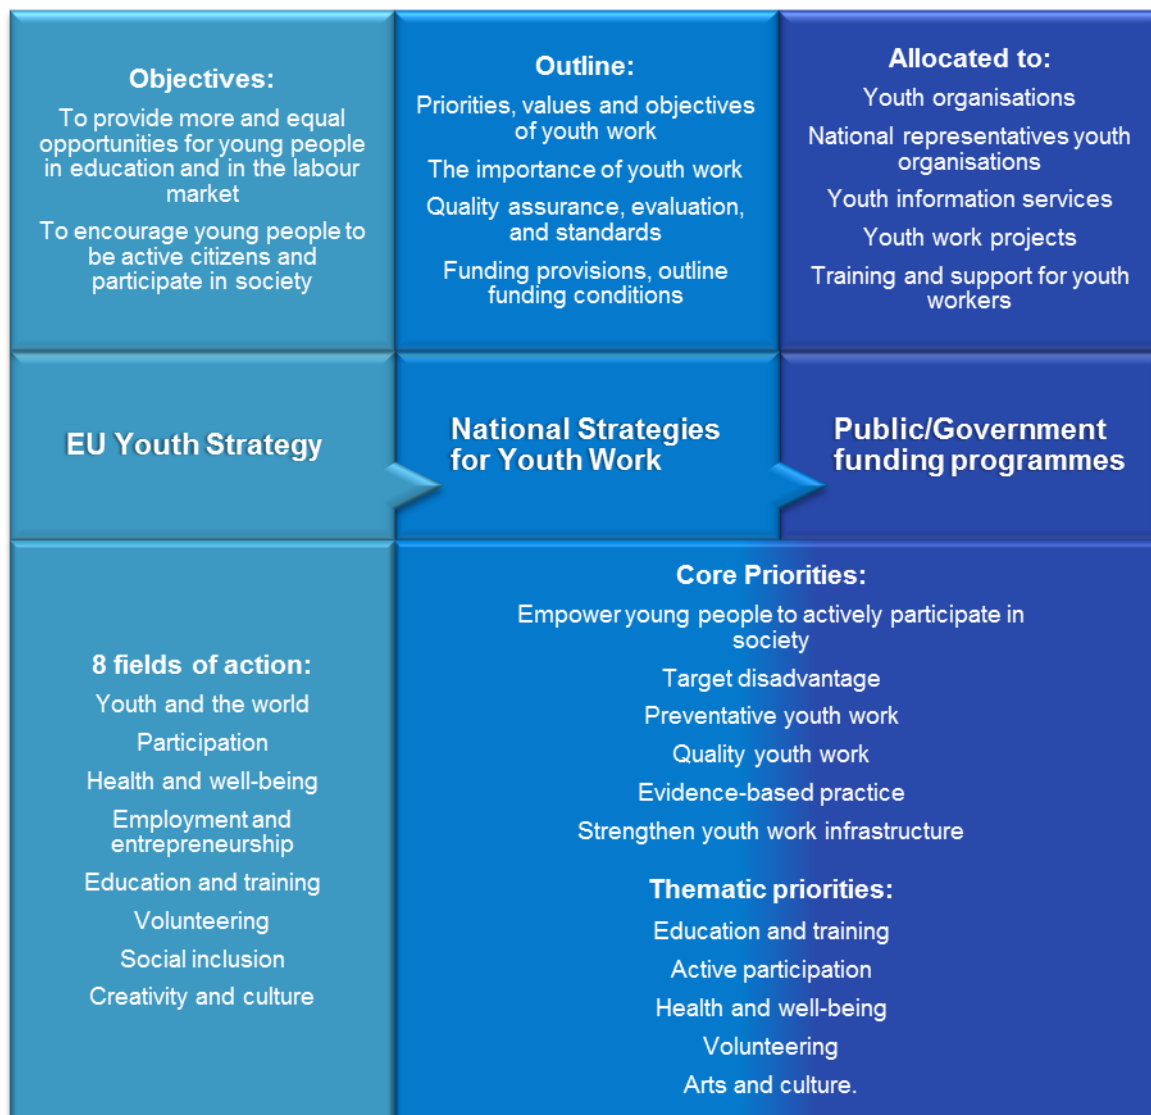 Objectives:
To provide more and equal
opportunities for young people
in education and in the labour
market
To encourage young people to
be active citizens and
participate in society
Outline:
Priorities, values and objectives
of youth work
The importance of youth work
Quality assurance, evaluation,
and standards
Funding provisions, outline
funding conditions
Allocated to:
Youth organisations
National representatives youth
organisations
Youth information services
Youth work projects
Training and support for youth
workers
EU Youth Strategy
National Strategies
for Youth Work
Public/Government
funding programmes
8 fields of action:
Youth and the world
Participation
Health and well-being
Employment and
entrepreneurship
Education and training
Volunteering
Social inclusion
Creativity and culture
Core Priorities:
Empower young people to actively participate in
society
Target disadvantage
Preventative youth work
Quality youth work
Evidence-based practice
Strengthen youth work infrastructure
Thematic priorities:
Education and training
Active participation
Health and well-being
Volunteering
Arts and culture.